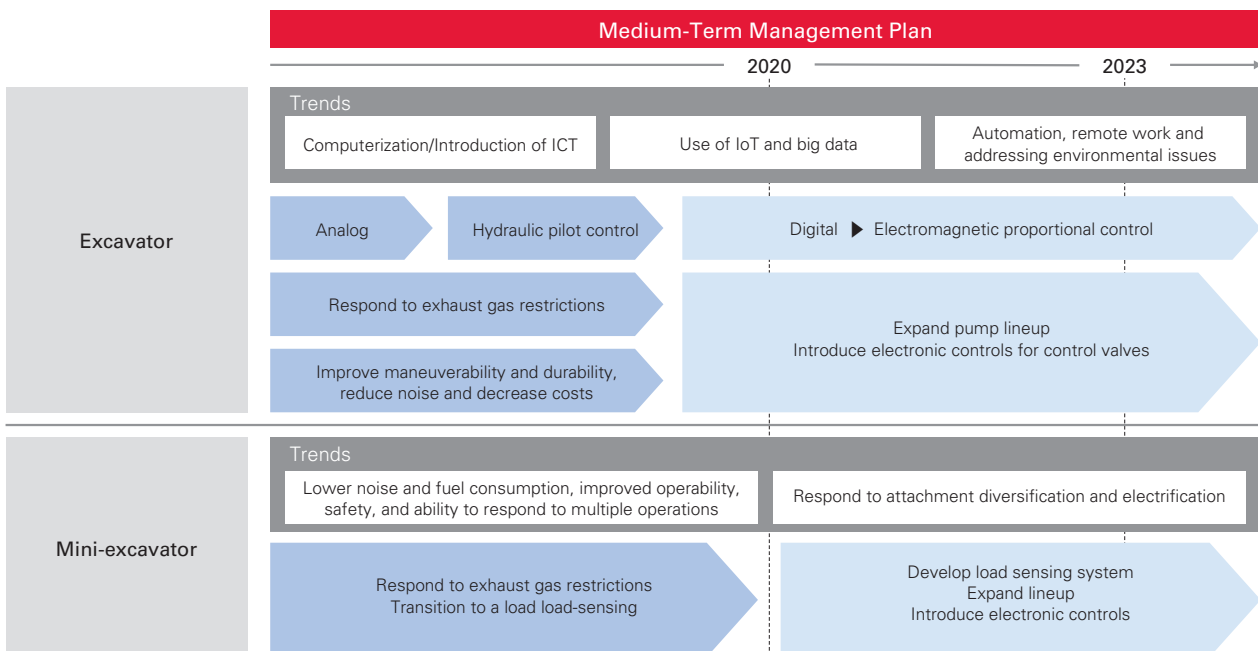 Medium-Term Management Plan
2020
2023
Excavator
Trends
Computerization/Introduction of ICT
Use of IoT and big data
Automation, remote work and
addressing environmental issues
Analog
Hydraulic pilot control
Digital ▶ Electromagnetic proportional control
Respond to exhaust gas restrictions
Improve maneuverability and durability,
reduce noise and decrease costs
Expand pump lineup
Introduce electronic controls for control valves
Mini-excavator
Trends
Lower noise and fuel consumption, improved operability,
safety, and ability to respond to multiple operations
Respond to attachment diversification and electrification
Respond to exhaust gas restrictions
Transition to a load load-sensing
Develop load sensing system
Expand lineup
Introduce electronic controls